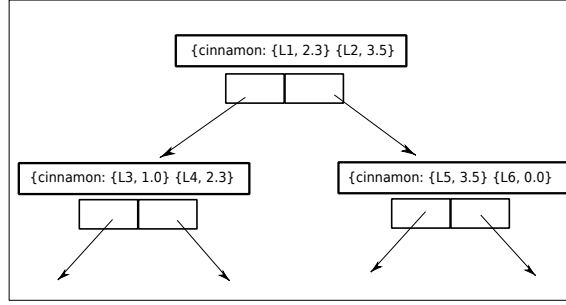 {cinnamon: {L1, 2.3} {L2, 3.5}
{cinnamon: {L3, 1.0} {L4, 2.3}
{cinnamon: {L5, 3.5} {L6, 0.0}